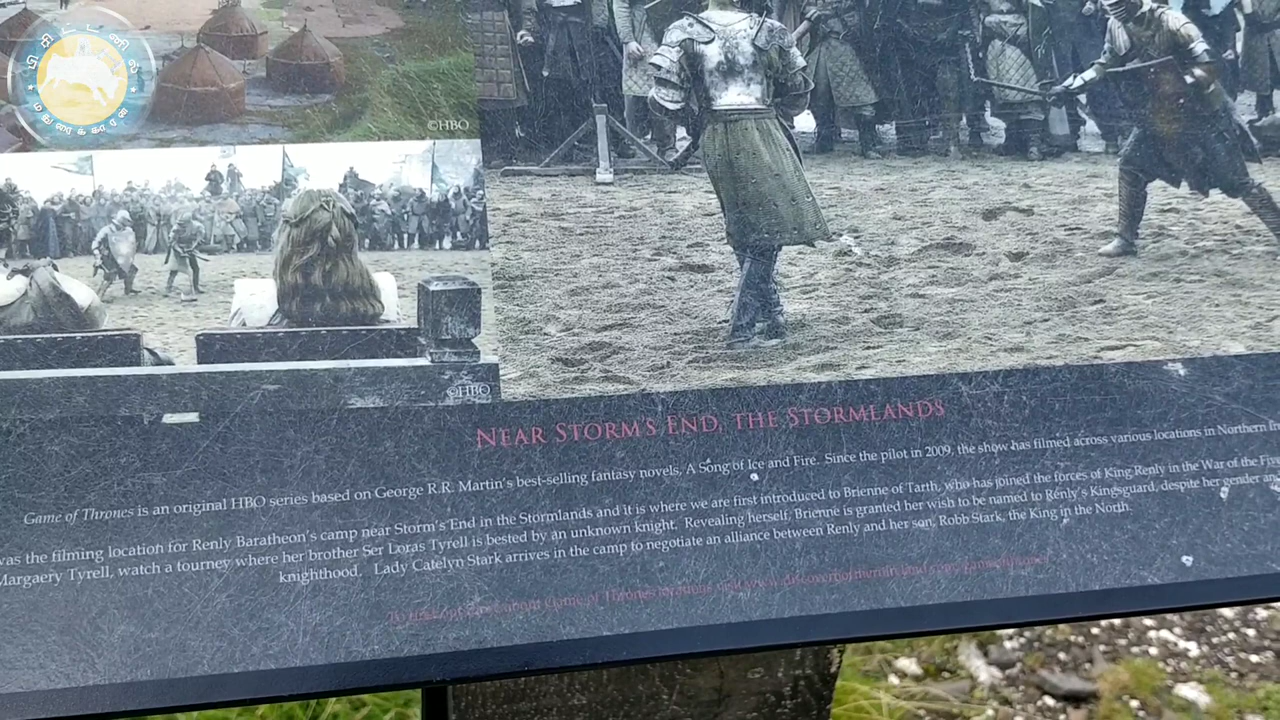 பிரிட்டனில்
மதுரைக்காரன்
©HBO
©HBO
NEAR STORM'S END, THE STORMLANDS
Game of Thrones is an original HBO series based on George R.R. Martin's best-selling fantasy novels, A Song of Ice and Fire. Since the pilot in 2009, the show has filmed across various locations in Northern
was the filming location for Renly Baratheon's camp near Storm's End in the Stormlands and it is where we are first introduced to Brienne of Tarth, who has joined the forces of King Renly in the War of the Five
Margaery Tyrell, watch a tourney where her brother Ser Loras Tyrell is bested by an unknown knight. Revealing herself, Brienne is granted her wish to be named to Renly's Kingsguard, despite her gender and
knighthood. Lady Catelyn Stark arrives in the camp to negotiate an alliance between Renly and her son, Robb Stark, the King in the North.